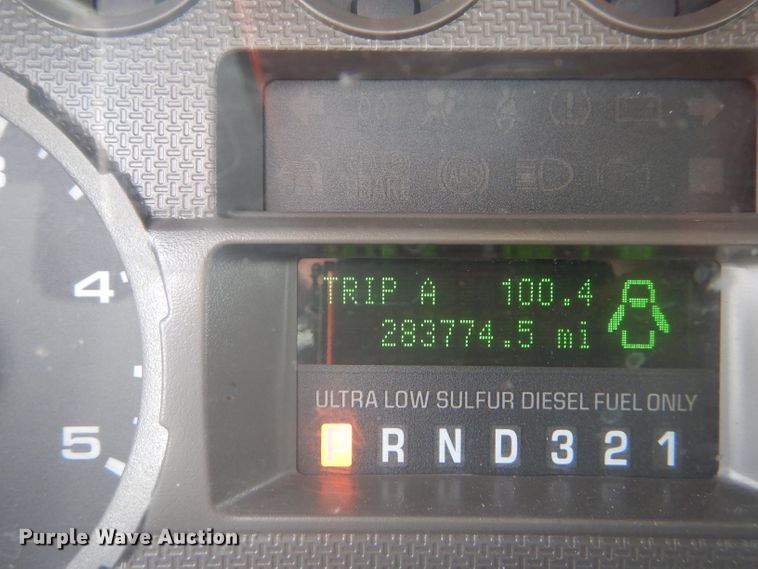 TRIP A 100.4
283774.5 mi
4
ULTRA LOW SULFUR DIESEL FUEL ONLY
P R N D 3 2 1
5
Purple Wave Auction